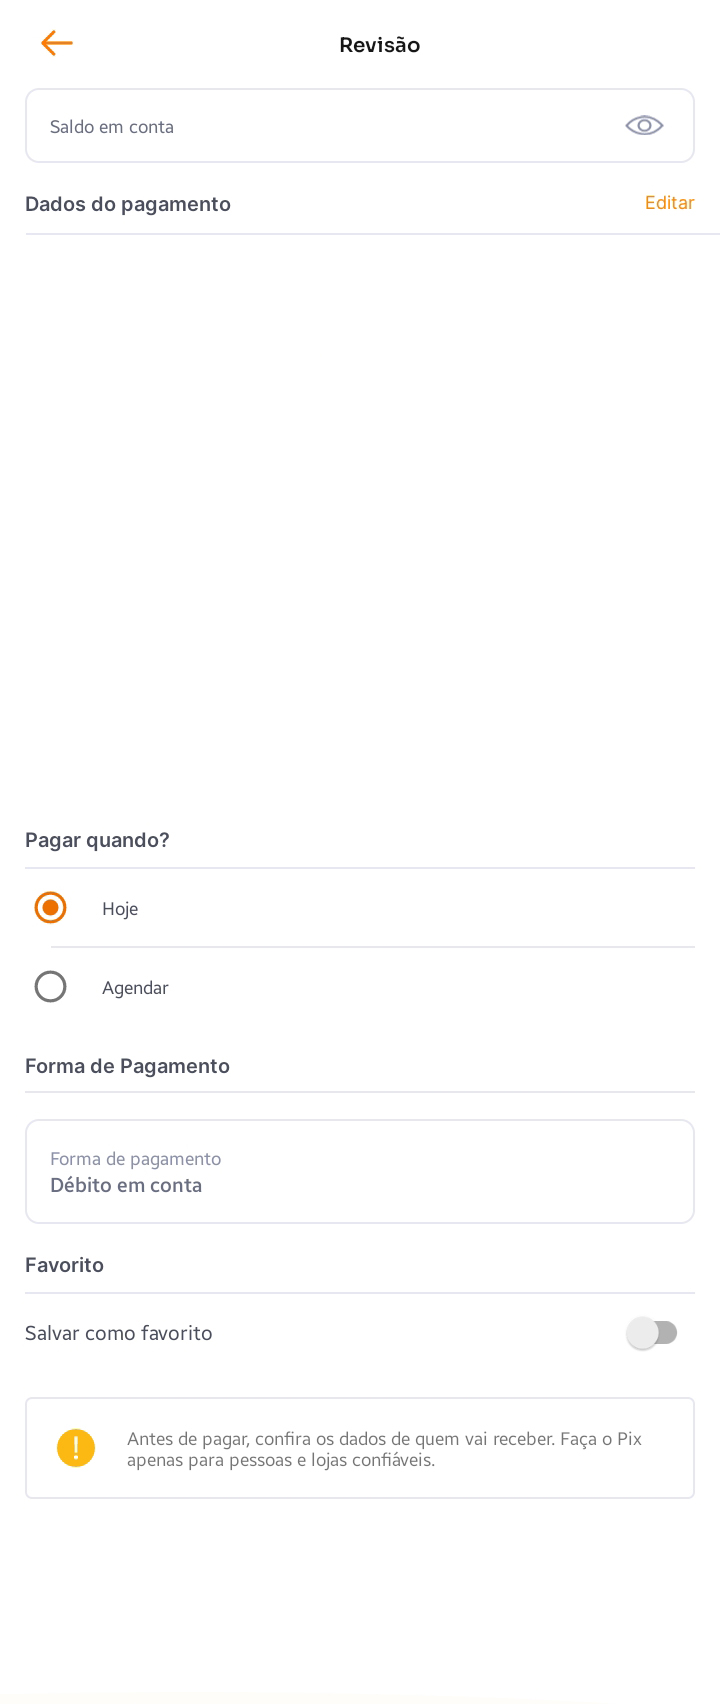 Revisão
Saldo em conta
Dados do pagamento
Editar
Pagar quando?
Hoje
Agendar
Forma de Pagamento
Forma de pagamento
Débito em conta
Favorito
Salvar como favorito
Antes de pagar, confira os dados de quem vai receber. Faça o Pix
apenas para pessoas e lojas confiáveis.